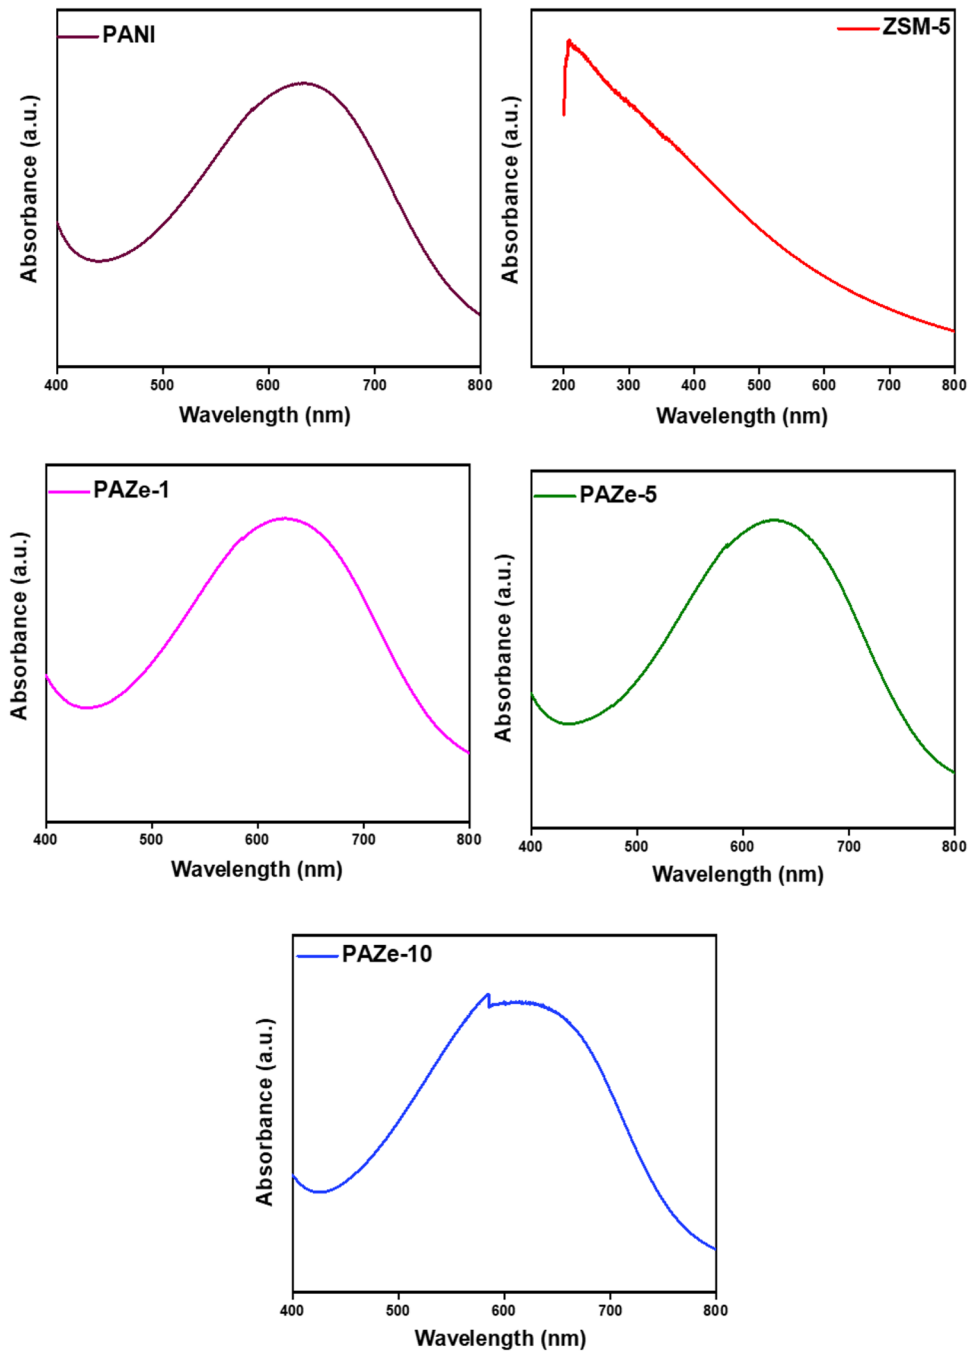 PANI
Absorbance (a.u.)
400 500 600 700 800
Wavelength (nm)
ZSM-5
Absorbance (a.u.)
200 300 400 500 600 700 800
Wavelength (nm)
PAZe-1
Absorbance (a.u.)
400 500 600 700 800
Wavelength (nm)
PAZe-5
Absorbance (a.u.)
400 500 600 700 800
Wavelength (nm)
PAZe-10
Absorbance (a.u.)
400 500 600 700 800
Wavelength (nm)